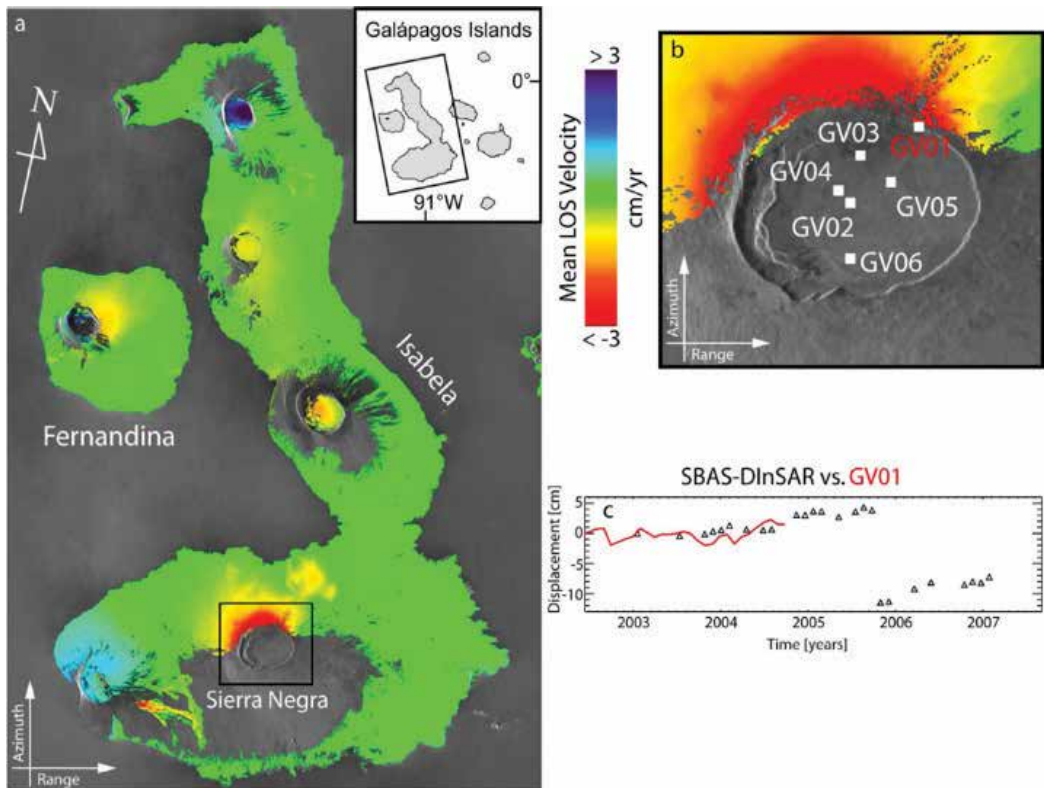 a
Galápagos Islands
0°
91°W
N
Fernandina
Isabela
Sierra Negra
Azimuth
Range
> 3
Mean LOS Velocity
cm/yr
< -3
b
GV03
GV01
GV04
GV05
GV02
GV06
Azimuth
Range
SBAS-DInSAR vs. GV01
c
Displacement [cm]
5
0
-5
-10
2003 2004 2005 2006 2007
Time [years]